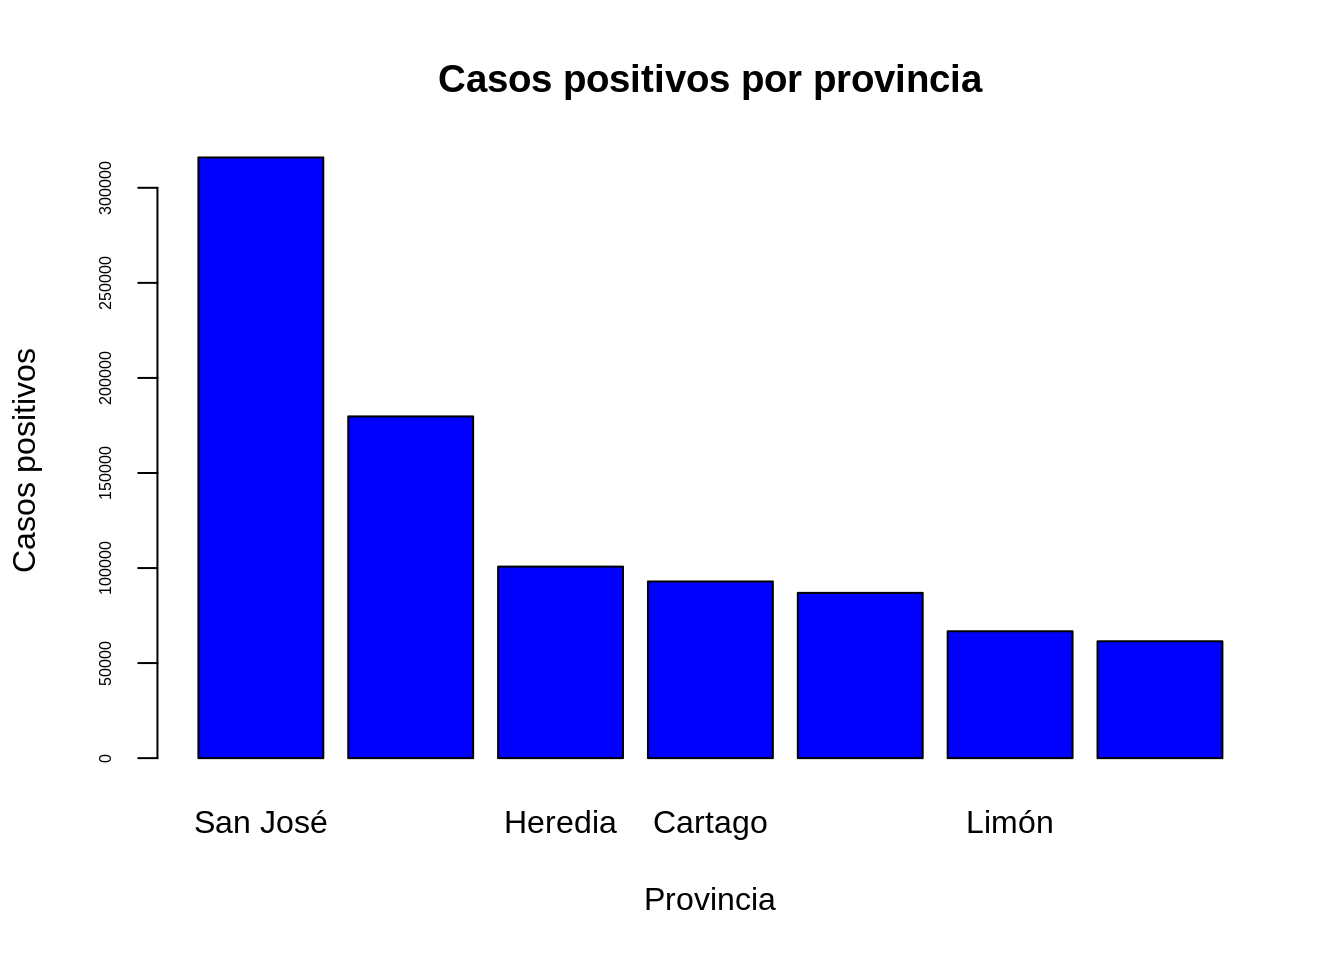 Casos positivos por provincia
Casos positivos
300000
250000
200000
150000
100000
50000
0
San José Heredia Cartago Limón
Provincia